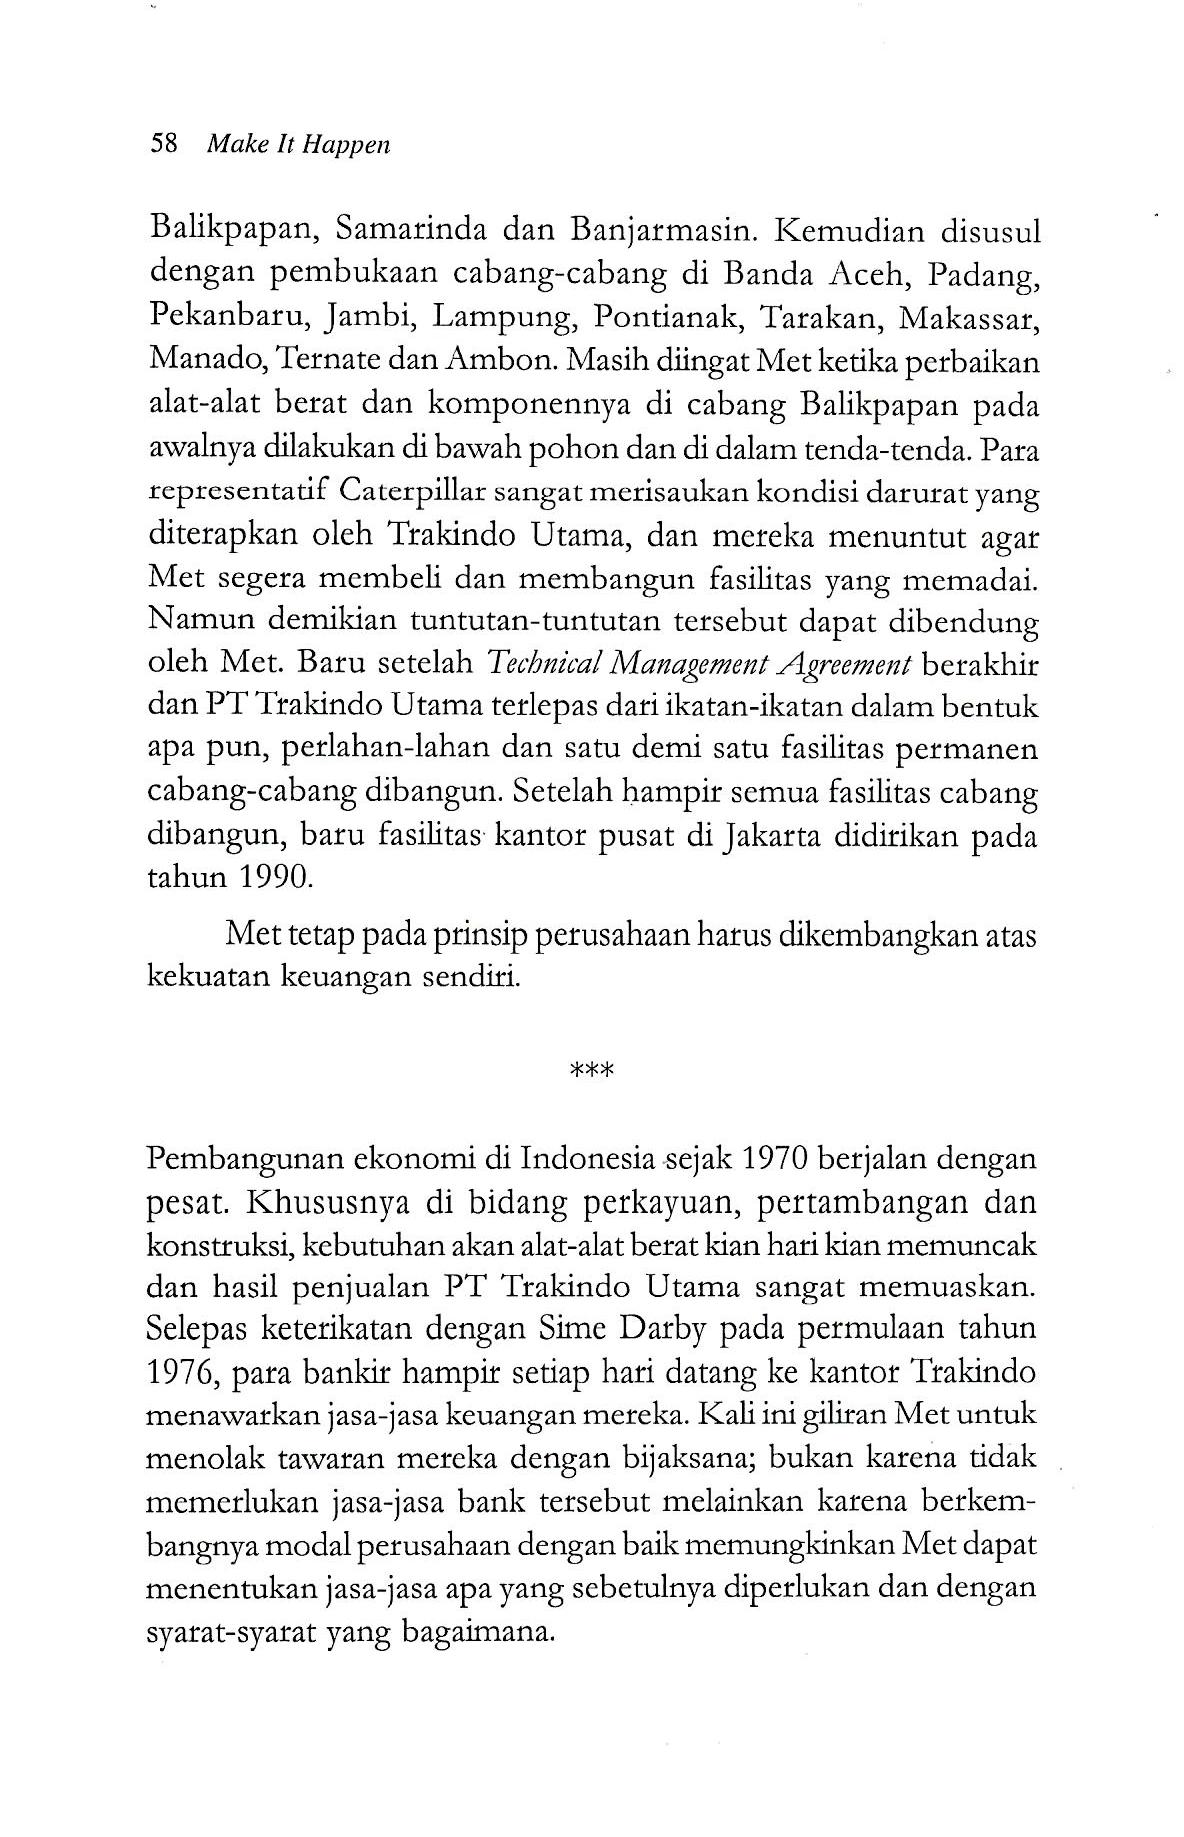 58 Make It Happen
Balikpapan, Samarinda dan Banjarmasin. Kemudian disusul
dengan pembukaan cabang-cabang di Banda Aceh, Padang,
Pekanbaru, Jambi, Lampung, Pontianak, Tarakan, Makassar,
Manado, Ternate dan Ambon. Masih diingat Met ketika perbaikan
alat-alat berat dan komponennya di cabang Balikpapan pada
awalnya dilakukan di bawah pohon dan di dalam tenda-tenda. Para
representatif Caterpillar sangat merisaukan kondisi darurat yang
diterapkan oleh Trakindo Utama, dan mereka menuntut agar
Met segera membeli dan membangun fasilitas yang memadai.
Namun demikian tuntutan-tuntutan tersebut dapat dibendung
oleh Met. Baru setelah Technical Management Agreement berakhir
dan PT Trakindo Utama terlepas dari ikatan-ikatan dalam bentuk
apa pun, perlahan-lahan dan satu demi satu fasilitas permanen
cabang-cabang dibangun. Setelah hampir semua fasilitas cabang
dibangun, baru fasilitas kantor pusat di Jakarta didirikan pada
tahun 1990.
Met tetap pada prinsip perusahaan harus dikembangkan atas
kekuatan keuangan sendiri.
***
Pembangunan ekonomi di Indonesia sejak 1970 berjalan dengan
pesat. Khususnya di bidang perkayuan, pertambangan dan
konstruksi, kebutuhan akan alat-alat berat kian hari kian memuncak
dan hasil penjualan PT Trakindo Utama sangat memuaskan.
Selepas keterikatan dengan Sime Darby pada permulaan tahun
1976, para bankir hampir setiap hari datang ke kantor Trakindo
menawarkan jasa-jasa keuangan mereka. Kali ini giliran Met untuk
menolak tawaran mereka dengan bijaksana; bukan karena tidak
memerlukan jasa-jasa bank tersebut melainkan karena berkem-
bangnya modal perusahaan dengan baik memungkinkan Met dapat
menentukan jasa-jasa apa yang sebetulnya diperlukan dan dengan
syarat-syarat yang bagaimana.